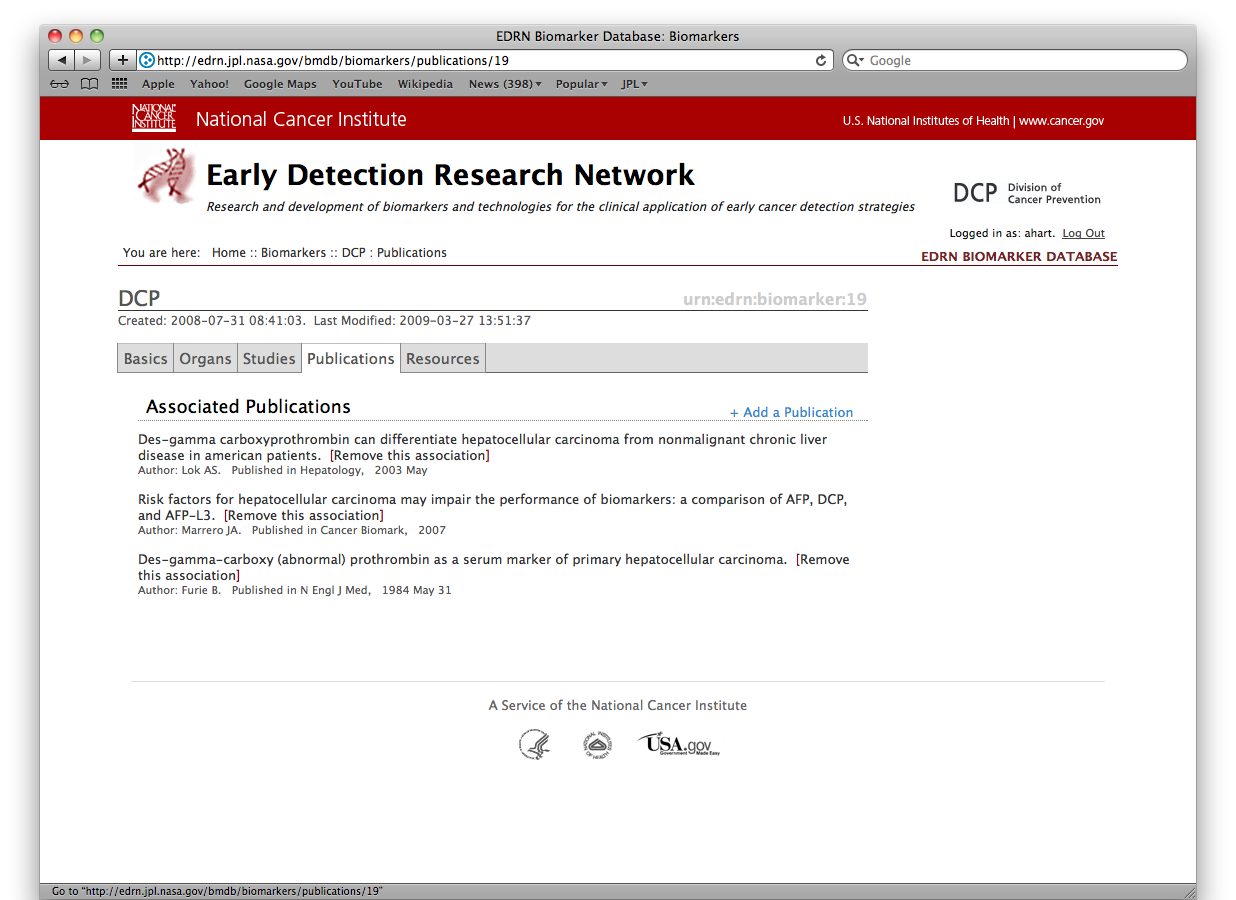 EDRN Biomarker Database: Biomarkers
http://edrn.jpl.nasa.gov/bmdb/biomarkers/publications/19
Google
Apple Yahoo! Google Maps YouTube Wikipedia News (398) Popular JPL
NATIONAL CANCER INSTITUTE
National Cancer Institute
U.S. National Institutes of Health | www.cancer.gov
Early Detection Research Network
Research and development of biomarkers and technologies for the clinical application of early cancer detection strategies
DCP Division of
Cancer Prevention
Logged in as: ahart. Log Out
You are here: Home :: Biomarkers :: DCP : Publications
EDRN BIOMARKER DATABASE
DCP
urn:edrn:biomarker:19
Created: 2008-07-31 08:41:03. Last Modified: 2009-03-27 13:51:37
Basics Organs Studies Publications Resources
Associated Publications
+ Add a Publication
Des-gamma carboxyprothrombin can differentiate hepatocellular carcinoma from nonmalignant chronic liver
disease in american patients. [Remove this association]
Author: Lok AS. Published in Hepatology, 2003 May
Risk factors for hepatocellular carcinoma may impair the performance of biomarkers: a comparison of AFP, DCP,
and AFP-L3. [Remove this association]
Author: Marrero JA. Published in Cancer Biomark, 2007
Des-gamma-carboxy (abnormal) prothrombin as a serum marker of primary hepatocellular carcinoma. [Remove
this association]
Author: Furie B. Published in N Engl J Med, 1984 May 31
A Service of the National Cancer Institute
NATIONAL INSTITUTES OF HEALTH
USA.gov
Government Made Easy
Go to "http://edrn.jpl.nasa.gov/bmdb/biomarkers/publications/19"